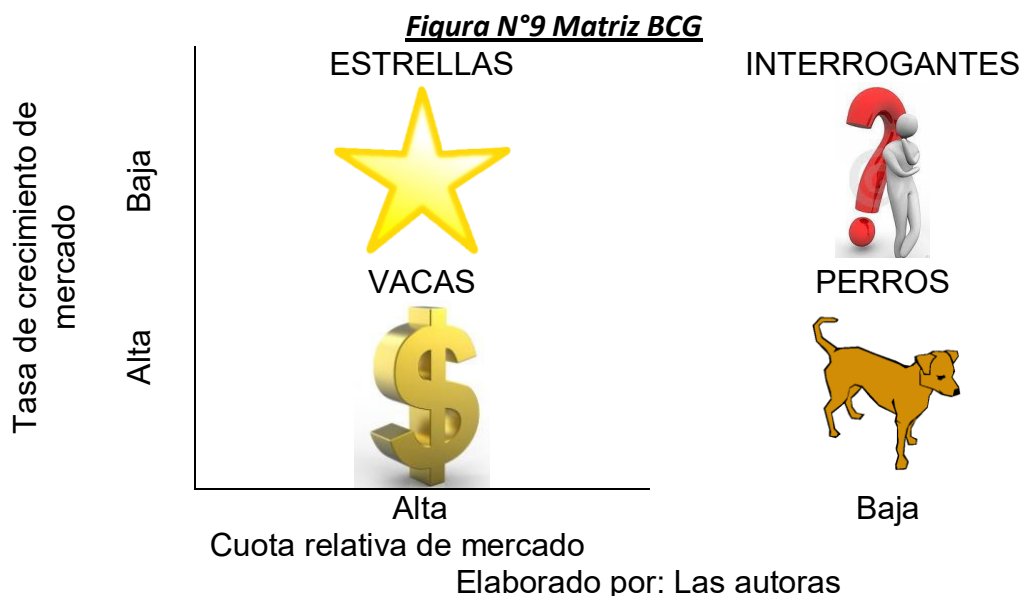 Figura N°9 Matriz BCG
ESTRELLAS
INTERROGANTES
Tasa de crecimiento de
mercado
Baja
VACAS
PERROS
Alta
Alta
Baja
Cuota relativa de mercado
Elaborado por: Las autoras